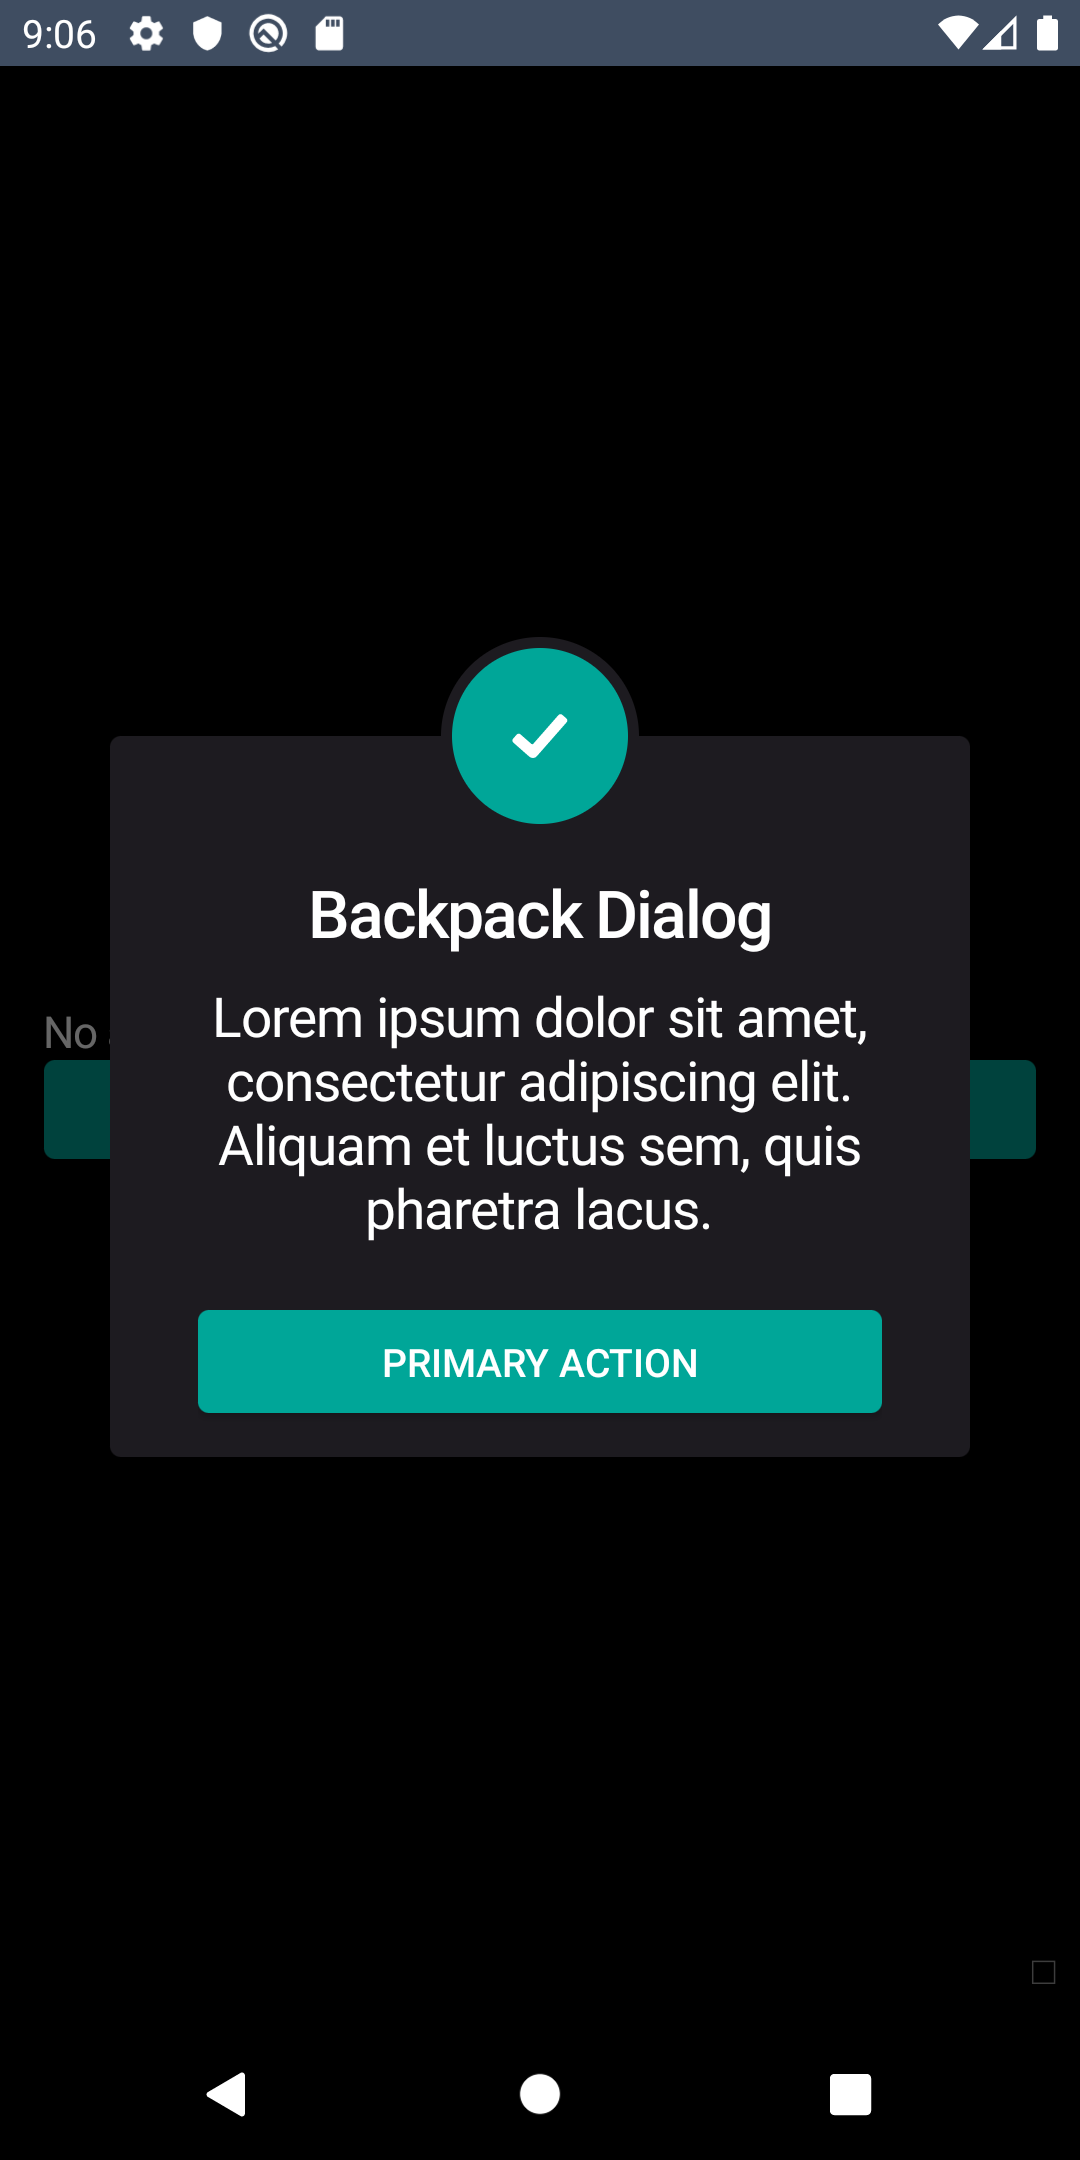 9:06
Backpack Dialog
Lorem ipsum dolor sit amet,
consectetur adipiscing elit.
Aliquam et luctus sem, quis
pharetra lacus.
No
PRIMARY ACTION